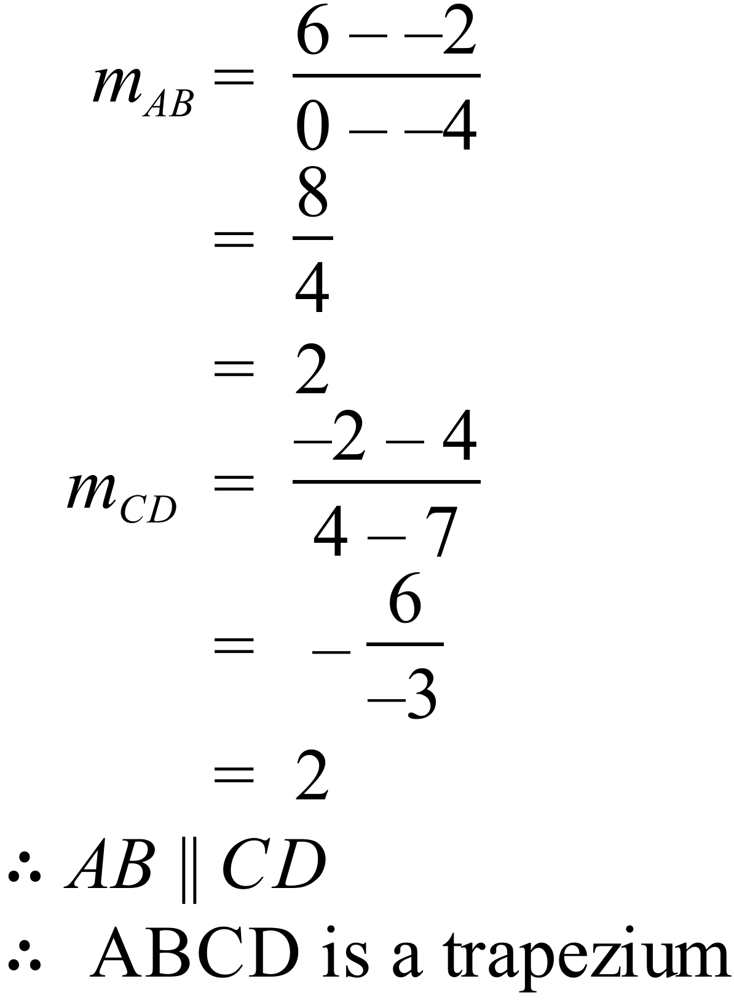 m_AB = (6 – –2)/(0 – –4)
= 8/4
= 2
m_CD = (–2 – 4)/(4 – 7)
= – 6/–3
= 2
∴ AB ∥ CD
∴ ABCD is a trapezium